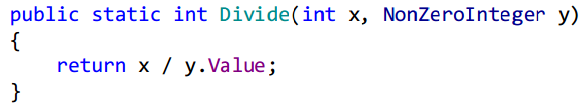 public static int Divide(int x, NonZeroInteger y)
{
    return x / y.Value;
}